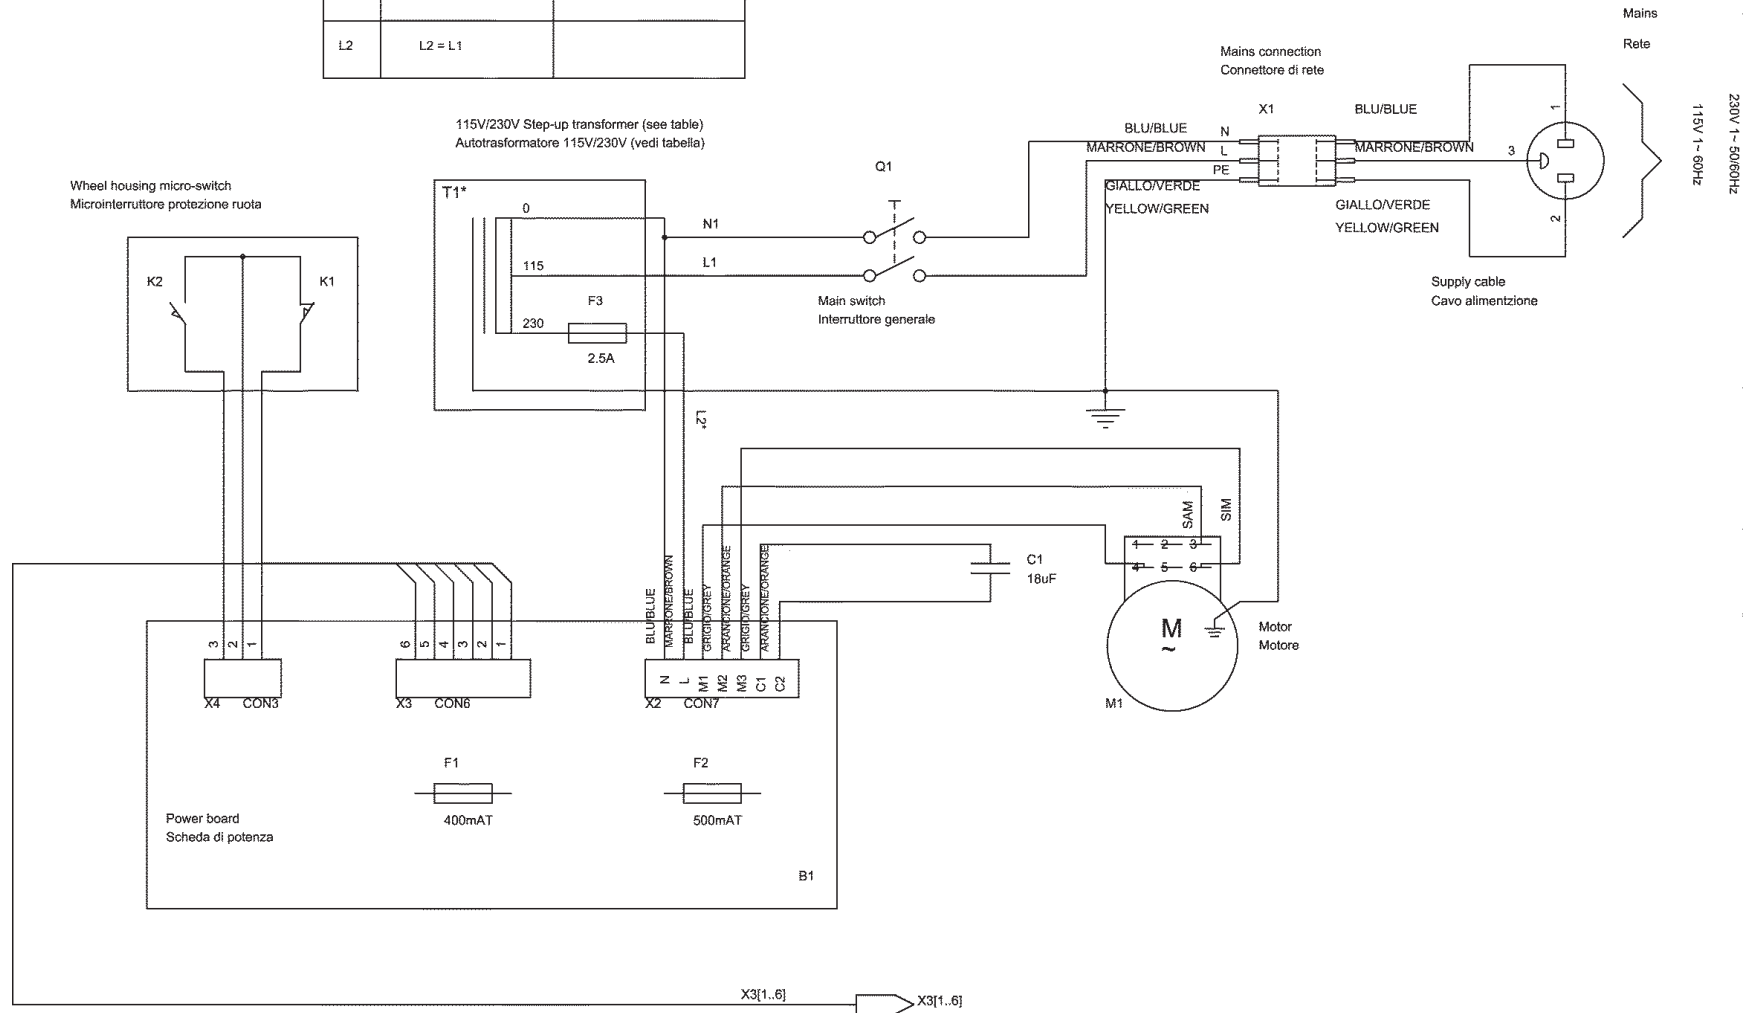 L2
L2 = L1
Mains
Rete
230V 1~ 50/60Hz
115V 1~ 60Hz
Mains connection
Connettore di rete
X1
BLU/BLUE
BLU/BLUE
N
MARRONE/BROWN
L
MARRONE/BROWN
PE
GIALLO/VERDE
YELLOW/GREEN
GIALLO/VERDE
YELLOW/GREEN
1
3
2
Supply cable
Cavo alimentzione
115V/230V Step-up transformer (see table)
Autotrasformatore 115V/230V (vedi tabella)
T1*
0
115
230
F3
2.5A
N1
L1
L2*
Q1
Main switch
Interruttore generale
Wheel housing micro-switch
Microinterruttore protezione ruota
K2
K1
SAM
SIM
1 2 3
4 5 6
C1
18uF
M
~
Motor
Motore
M1
BLU/BLUE
MARRONE/BROWN
BLU/BLUE
GRIGIO/GREY
ARANCIONE/ORANGE
GRIGIO/GREY
ARANCIONE/ORANGE
3 2 1
6 5 4 3 2 1
N L M1 M2 M3 C1 C2
X4 CON3
X3 CON6
X2 CON7
F1
400mAT
F2
500mAT
Power board
Scheda di potenza
B1
X3[1..6]
X3[1..6]